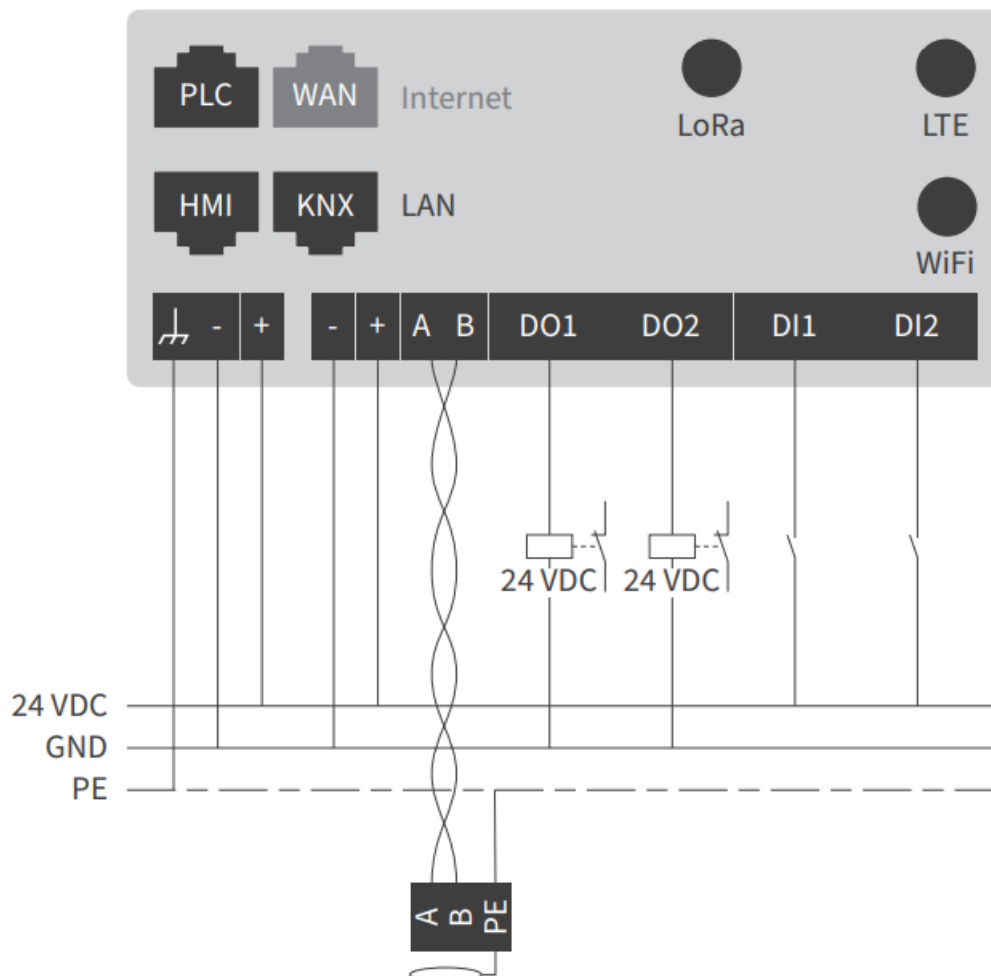 PLC WAN Internet
LoRa LTE
HMI KNX LAN
WiFi
- + - + A B DO1 DO2 DI1 DI2
24 VDC 24 VDC
24 VDC
GND
PE
A B PE